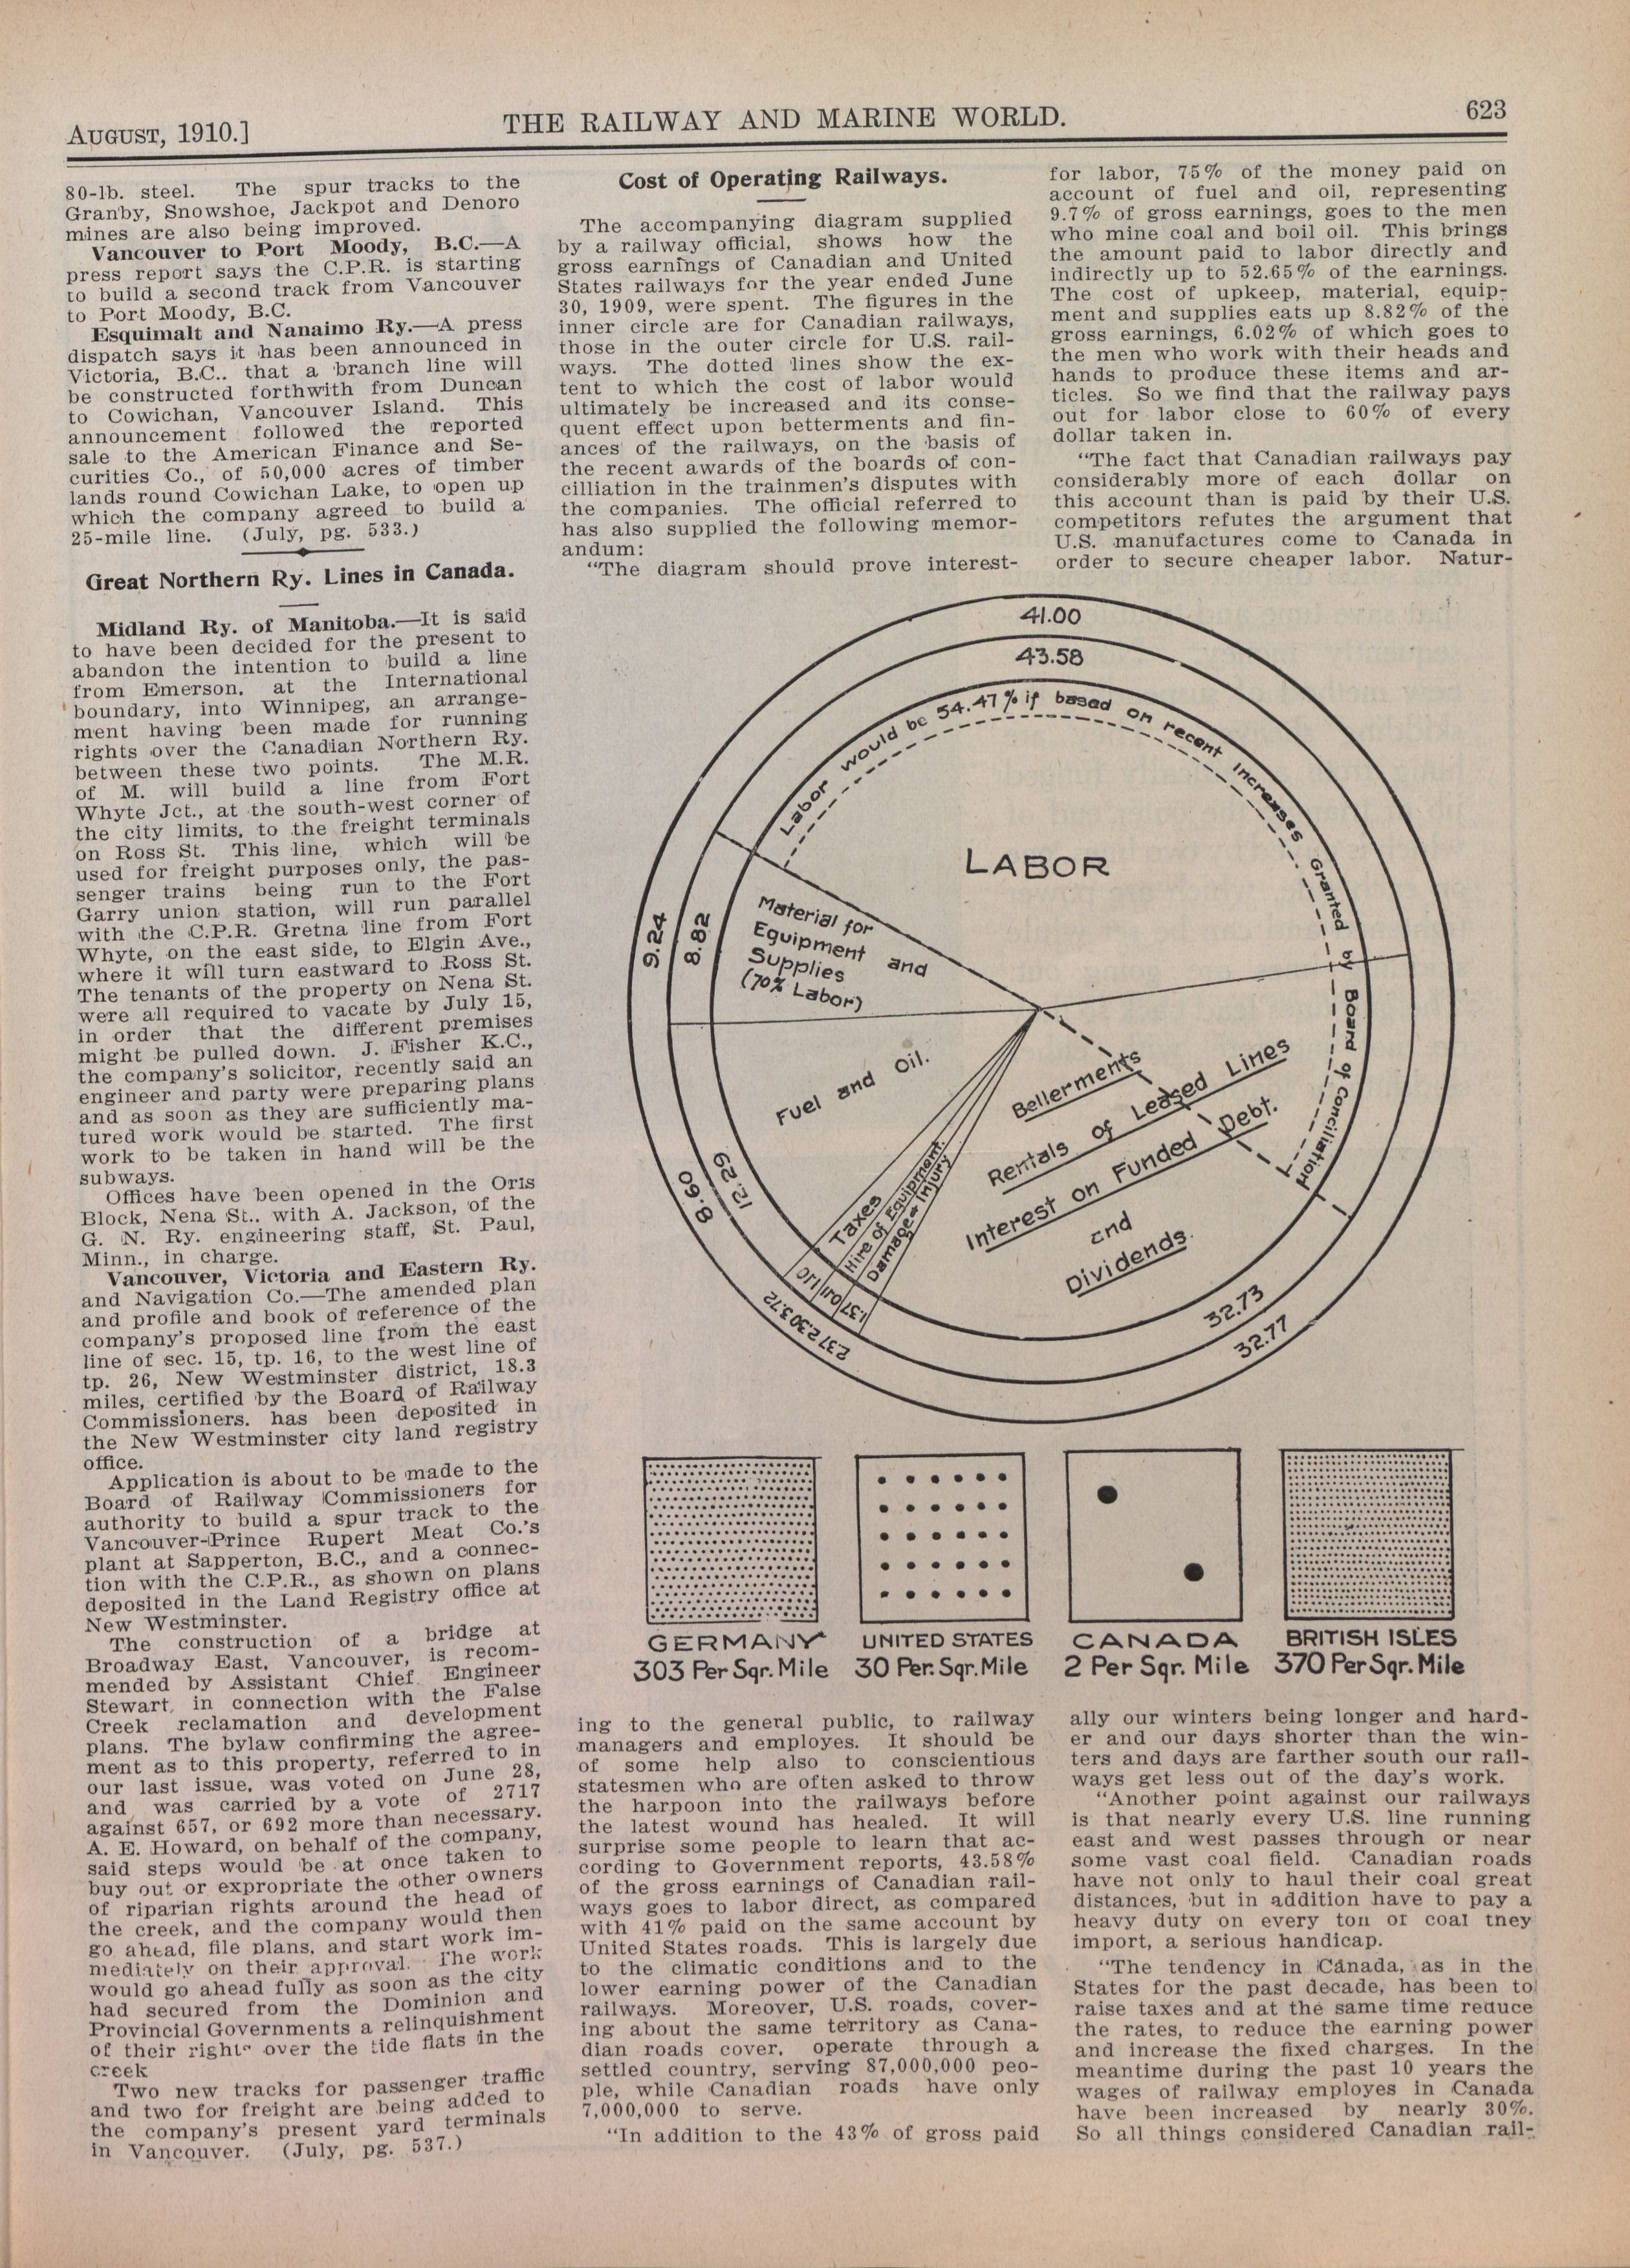 AUGUST, 1910.]
THE RAILWAY AND MARINE WORLD.
623
80-lb. steel. The spur tracks to the
Granby, Snowshoe, Jackpot and Denoro
mines are also being improved.
Vancouver to Port Moody, B.C.—A
press report says the C.P.R. is starting
to build a second track from Vancouver
to Port Moody, B.C.
Esquimalt and Nanaimo Ry.—A press
dispatch says it has been announced in
Victoria, B.C.. that a branch line will
be constructed forthwith from Duncan
to Cowichan, Vancouver Island. This
announcement followed the reported
sale to the American Finance and Se-
curities Co., of 50,000 acres of timber
lands round Cowichan Lake, to open up
which the company agreed to build a
25-mile line. (July, pg. 533.)
Great Northern Ry. Lines in Canada.
Midland Ry. of Manitoba.—It is said
to have been decided for the present to
abandon the intention to build a line
from Emerson, at the International
boundary, into Winnipeg, an arrange-
ment having been made for running
rights over the Canadian Northern Ry.
between these two points. The M.R.
of M. will build a line from Fort
Whyte Jct., at the south-west corner of
the city limits, to the freight terminals
on Ross St. This line, which will be
used for freight purposes only, the pas-
senger trains being run to the Fort
Garry union station, will run parallel
with the C.P.R. Gretna line from Fort
Whyte, on the east side, to Elgin Ave.,
where it will turn eastward to Ross St.
The tenants of the property on Nena St.
were all required to vacate by July 15,
in order that the different premises
might be pulled down. J. Fisher K.C.,
the company's solicitor, recently said an
engineer and party were preparing plans
and as soon as they are sufficiently ma-
tured work would be started. The first
work to be taken in hand will be the
subways.
Offices have been opened in the Oris
Block, Nena St.. with A. Jackson, of the
G. N. Ry. engineering staff, St. Paul,
Minn., in charge.
Vancouver, Victoria and Eastern Ry.
and Navigation Co.—The amended plan
and profile and book of reference of the
company's proposed line from the east
line of sec. 15, tp. 16, to the west line of
tp. 26, New Westminster district, 18.3
miles, certified by the Board of Railway
Commissioners. has been deposited in
the New Westminster city land registry
office.
Application is about to be made to the
Board of Railway Commissioners for
authority to build a spur track to the
Vancouver-Prince Rupert Meat Co.'s
plant at Sapperton, B.C., and a connec-
tion with the C.P.R., as shown on plans
deposited in the Land Registry office at
New Westminster.
The construction of a bridge at
Broadway East, Vancouver, is recom-
mended by Assistant Chief Engineer
Stewart, in connection with the False
Creek reclamation and development
plans. The bylaw confirming the agree-
ment as to this property, referred to in
our last issue, was voted on June 28,
and was carried by a vote of 2717
against 657, or 692 more than necessary.
A. E. Howard, on behalf of the company,
said steps would be at once taken to
buy out or expropriate the other owners
of riparian rights around the head of
the creek, and the company would then
go ahead, file plans, and start work im-
mediately on their approval. The work
would go ahead fully as soon as the city
had secured from the Dominion and
Provincial Governments a relinquishment
of their rights over the tide flats in the
creek
Two new tracks for passenger traffic
and two for freight are being added to
the company's present yard terminals
in Vancouver. (July, pg. 537.)
Cost of Operating Railways.
The accompanying diagram supplied
by a railway official, shows how the
gross earnings of Canadian and United
States railways for the year ended June
30, 1909, were spent. The figures in the
inner circle are for Canadian railways,
those in the outer circle for U.S. rail-
ways. The dotted lines show the ex-
tent to which the cost of labor would
ultimately be increased and its conse-
quent effect upon betterments and fin-
ances of the railways, on the basis of
the recent awards of the boards of con-
cilliation in the trainmen's disputes with
the companies. The official referred to
has also supplied the following memor-
andum:
"The diagram should prove interest-
for labor, 75% of the money paid on
account of fuel and oil, representing
9.7% of gross earnings, goes to the men
who mine coal and boil oil. This brings
the amount paid to labor directly and
indirectly up to 52.65% of the earnings.
The cost of upkeep, material, equip-
ment and supplies eats up 8.82% of the
gross earnings, 6.02% of which goes to
the men who work with their heads and
hands to produce these items and ar-
ticles. So we find that the railway pays
out for labor close to 60% of every
dollar taken in.
"The fact that Canadian railways pay
considerably more of each dollar on
this account than is paid by their U.S.
competitors refutes the argument that
U.S. manufactures come to Canada in
order to secure cheaper labor. Natur-
41.00
43.58
Labor would be 54.47% if based on recent Increases Granted by Board of Conciliation
LABOR
9.24
8.82
Material for
Equipment and
Supplies
(70% Labor)
Fuel and Oil.
8.60
12.29
Taxes
Hire of Equipment.
Damage & Injury
1.37
3.72
2.30
2.37
Bellerments
Rentals of Leased Lines
Interest on Funded Debt.
and
Dividends.
32.73
32.77
GERMANY
303 Per Sqr. Mile
UNITED STATES
30 Per. Sqr. Mile
CANADA
2 Per Sqr. Mile
BRITISH ISLES
370 Per Sqr. Mile
ing to the general public, to railway
managers and employes. It should be
of some help also to conscientious
statesmen who are often asked to throw
the harpoon into the railways before
the latest wound has healed. It will
surprise some people to learn that ac-
cording to Government reports, 43.58%
of the gross earnings of Canadian rail-
ways goes to labor direct, as compared
with 41% paid on the same account by
United States roads. This is largely due
to the climatic conditions and to the
lower earning power of the Canadian
railways. Moreover, U.S. roads, cover-
ing about the same territory as Cana-
dian roads cover, operate through a
settled country, serving 87,000,000 peo-
ple, while Canadian roads have only
7,000,000 to serve.
"In addition to the 43% of gross paid
ally our winters being longer and hard-
er and our days shorter than the win-
ters and days are farther south our rail-
ways get less out of the day's work.
"Another point against our railways
is that nearly every U.S. line running
east and west passes through or near
some vast coal field. Canadian roads
have not only to haul their coal great
distances, but in addition have to pay a
heavy duty on every ton of coal tney
import, a serious handicap.
"The tendency in Canada, as in the
States for the past decade, has been to
raise taxes and at the same time reduce
the rates, to reduce the earning power
and increase the fixed charges. In the
meantime during the past 10 years the
wages of railway employes in Canada
have been increased by nearly 30%.
So all things considered Canadian rail-